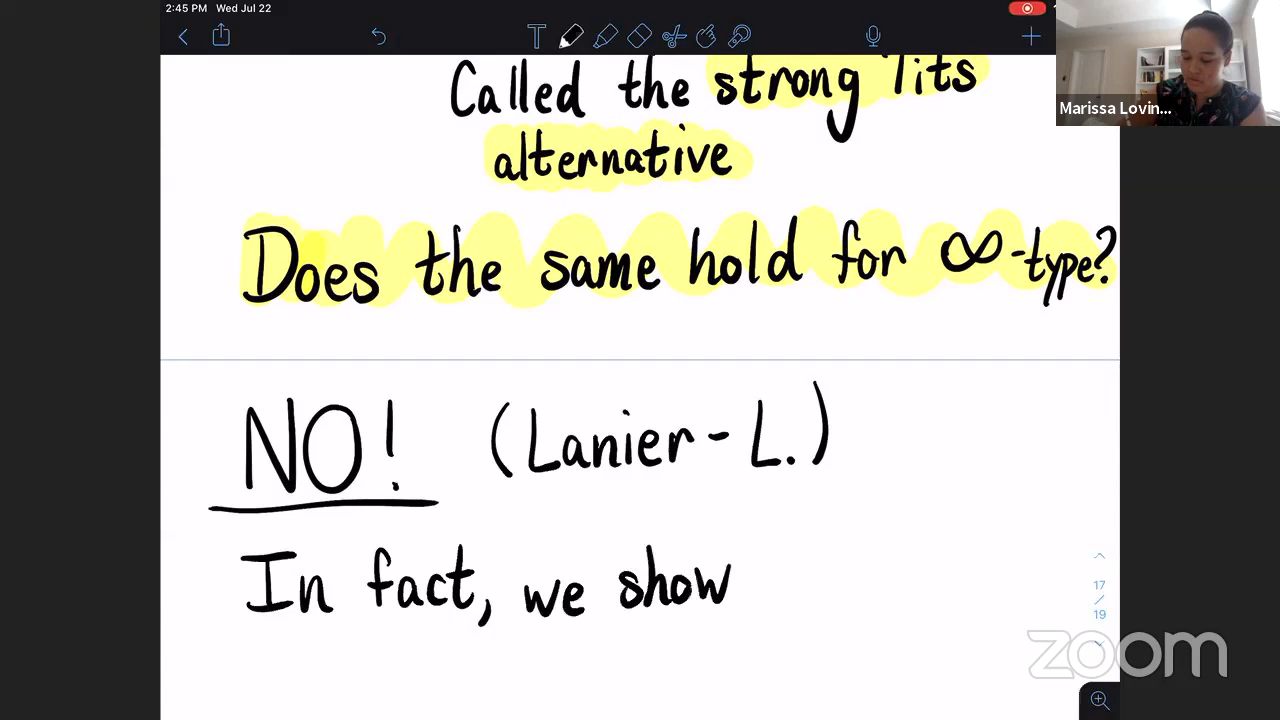 2:45 PM Wed Jul 22
Called the strong Tits
alternative
Marissa Lovin...
Does the same hold for ∞-type?
NO! (Lanier-L.)
In fact, we show
17
/
19
zoom